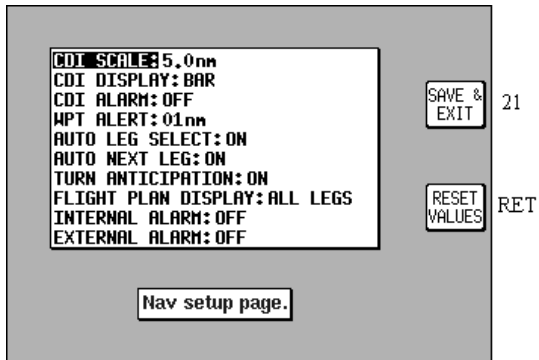 CDI SCALE:5.0nm
CDI DISPLAY:BAR
CDI ALARM:OFF
WPT ALERT:01nm
AUTO LEG SELECT:ON
AUTO NEXT LEG:ON
TURN ANTICIPATION:ON
FLIGHT PLAN DISPLAY:ALL LEGS
INTERNAL ALARM:OFF
EXTERNAL ALARM:OFF
SAVE &
EXIT
21
RESET
VALUES
RET
Nav setup page.